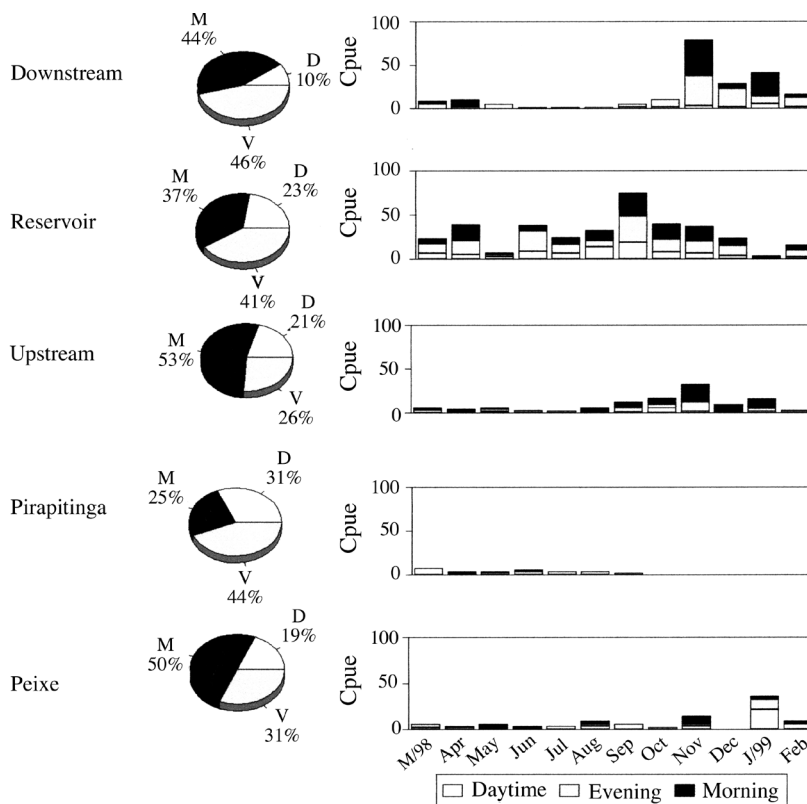 Downstream
M
44%
D
10%
V
46%
Cpue
100
50
0
Reservoir
M
37%
D
23%
V
41%
Cpue
100
50
0
Upstream
M
53%
D
21%
V
26%
Cpue
100
50
0
Pirapitinga
M
25%
D
31%
V
44%
Cpue
100
50
0
Peixe
M
50%
D
19%
V
31%
Cpue
100
50
0
M/98 Apr May Jun Jul Aug Sep Oct Nov Dec J/99 Feb
Daytime Evening Morning